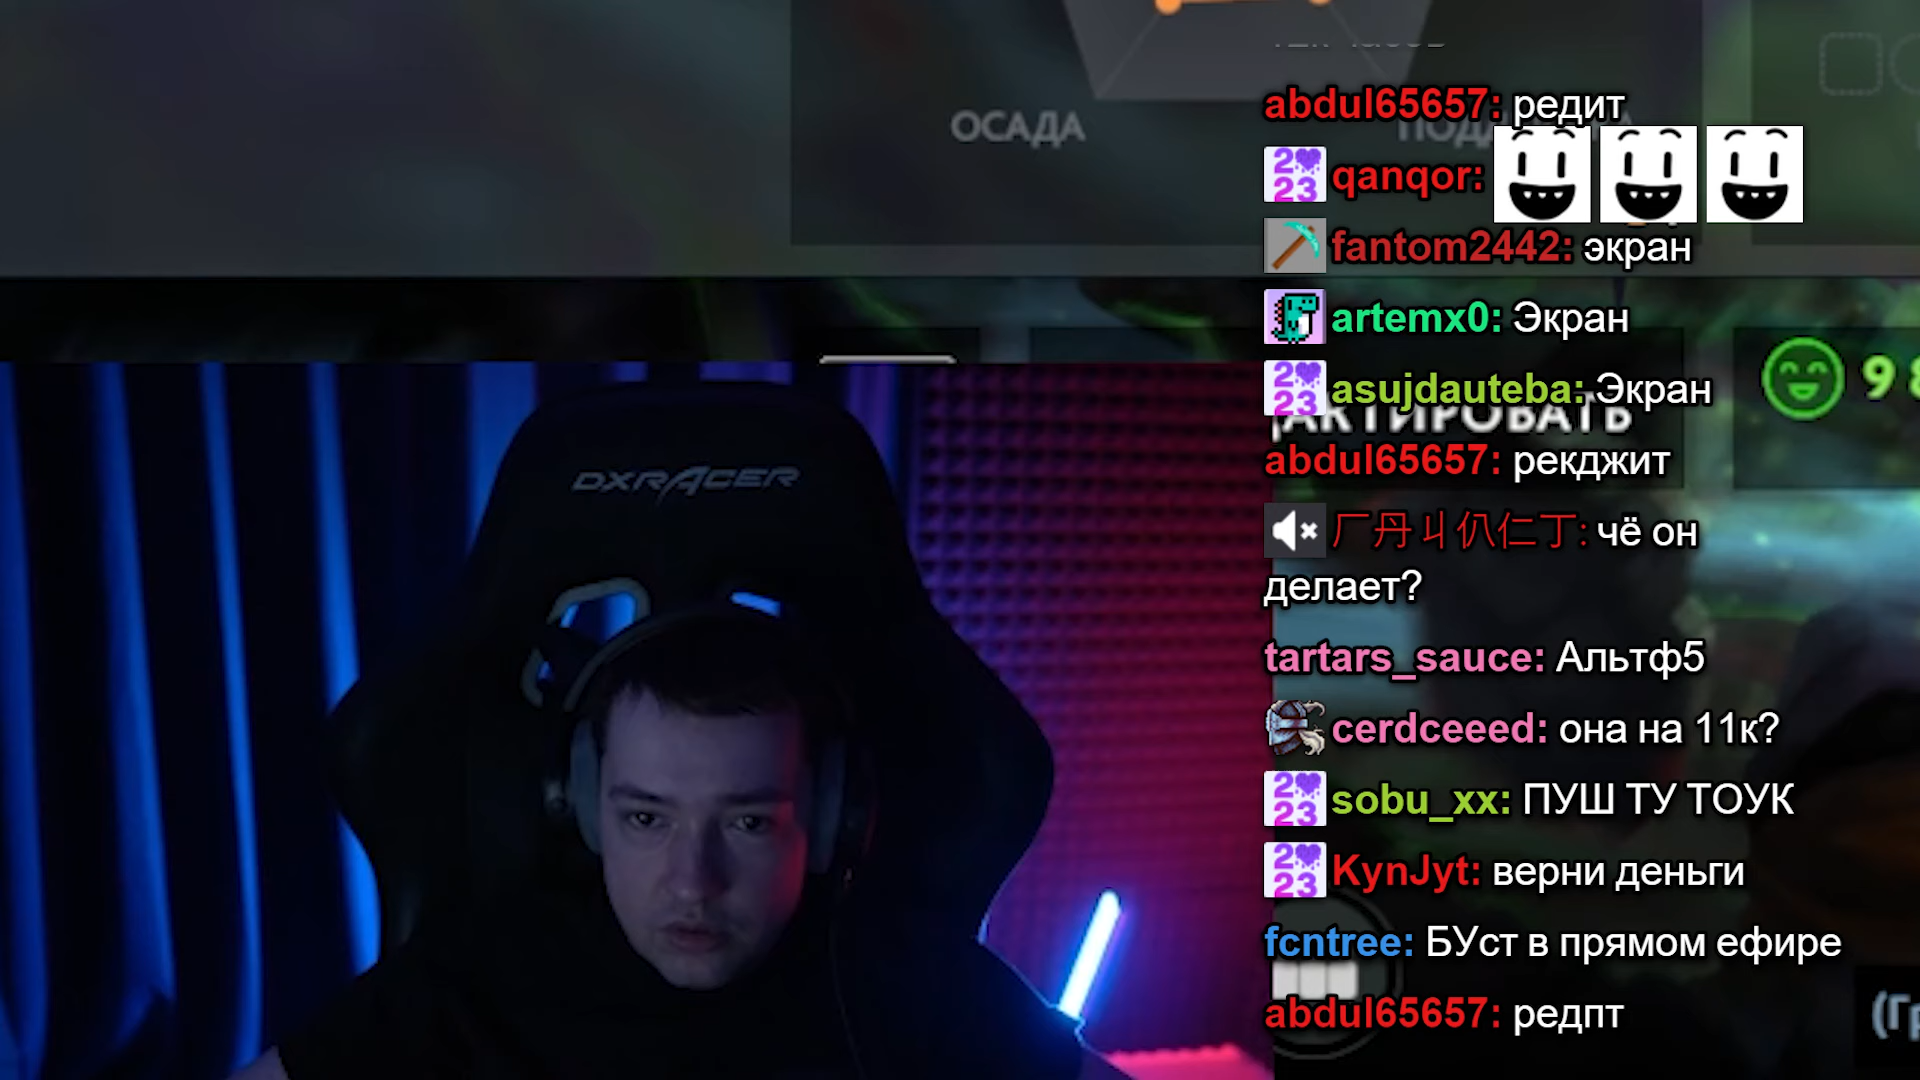 ОСАДА
abdul65657: редит
qanqor:
fantom2442: экран
artemx0: Экран
asujdauteba: Экран
98
abdul65657: рекджит
厂丹丩仈仁丁: чё он
делает?
DXRACER
tartars_sauce: Альтф5
cerdceeed: она на 11к?
sobu_xx: ПУШ ТУ ТОУК
KynJyt: верни деньги
fcntree: БУст в прямом ефире
abdul65657: редпт